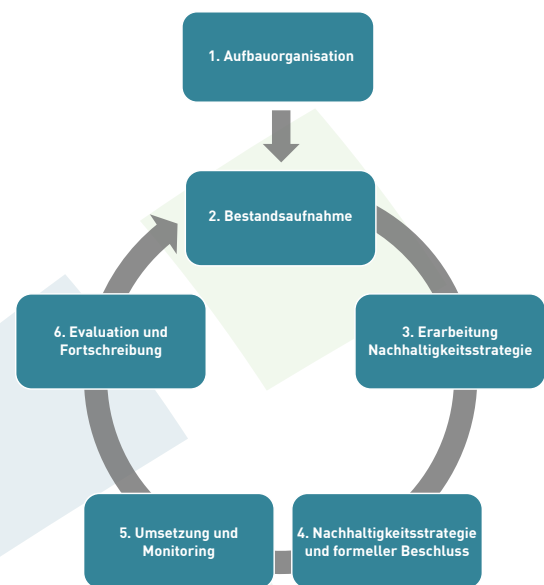 1. Aufbauorganisation
2. Bestandsaufnahme
3. Erarbeitung
Nachhaltigkeitsstrategie
4. Nachhaltigkeitsstrategie
und formeller Beschluss
5. Umsetzung und
Monitoring
6. Evaluation und
Fortschreibung